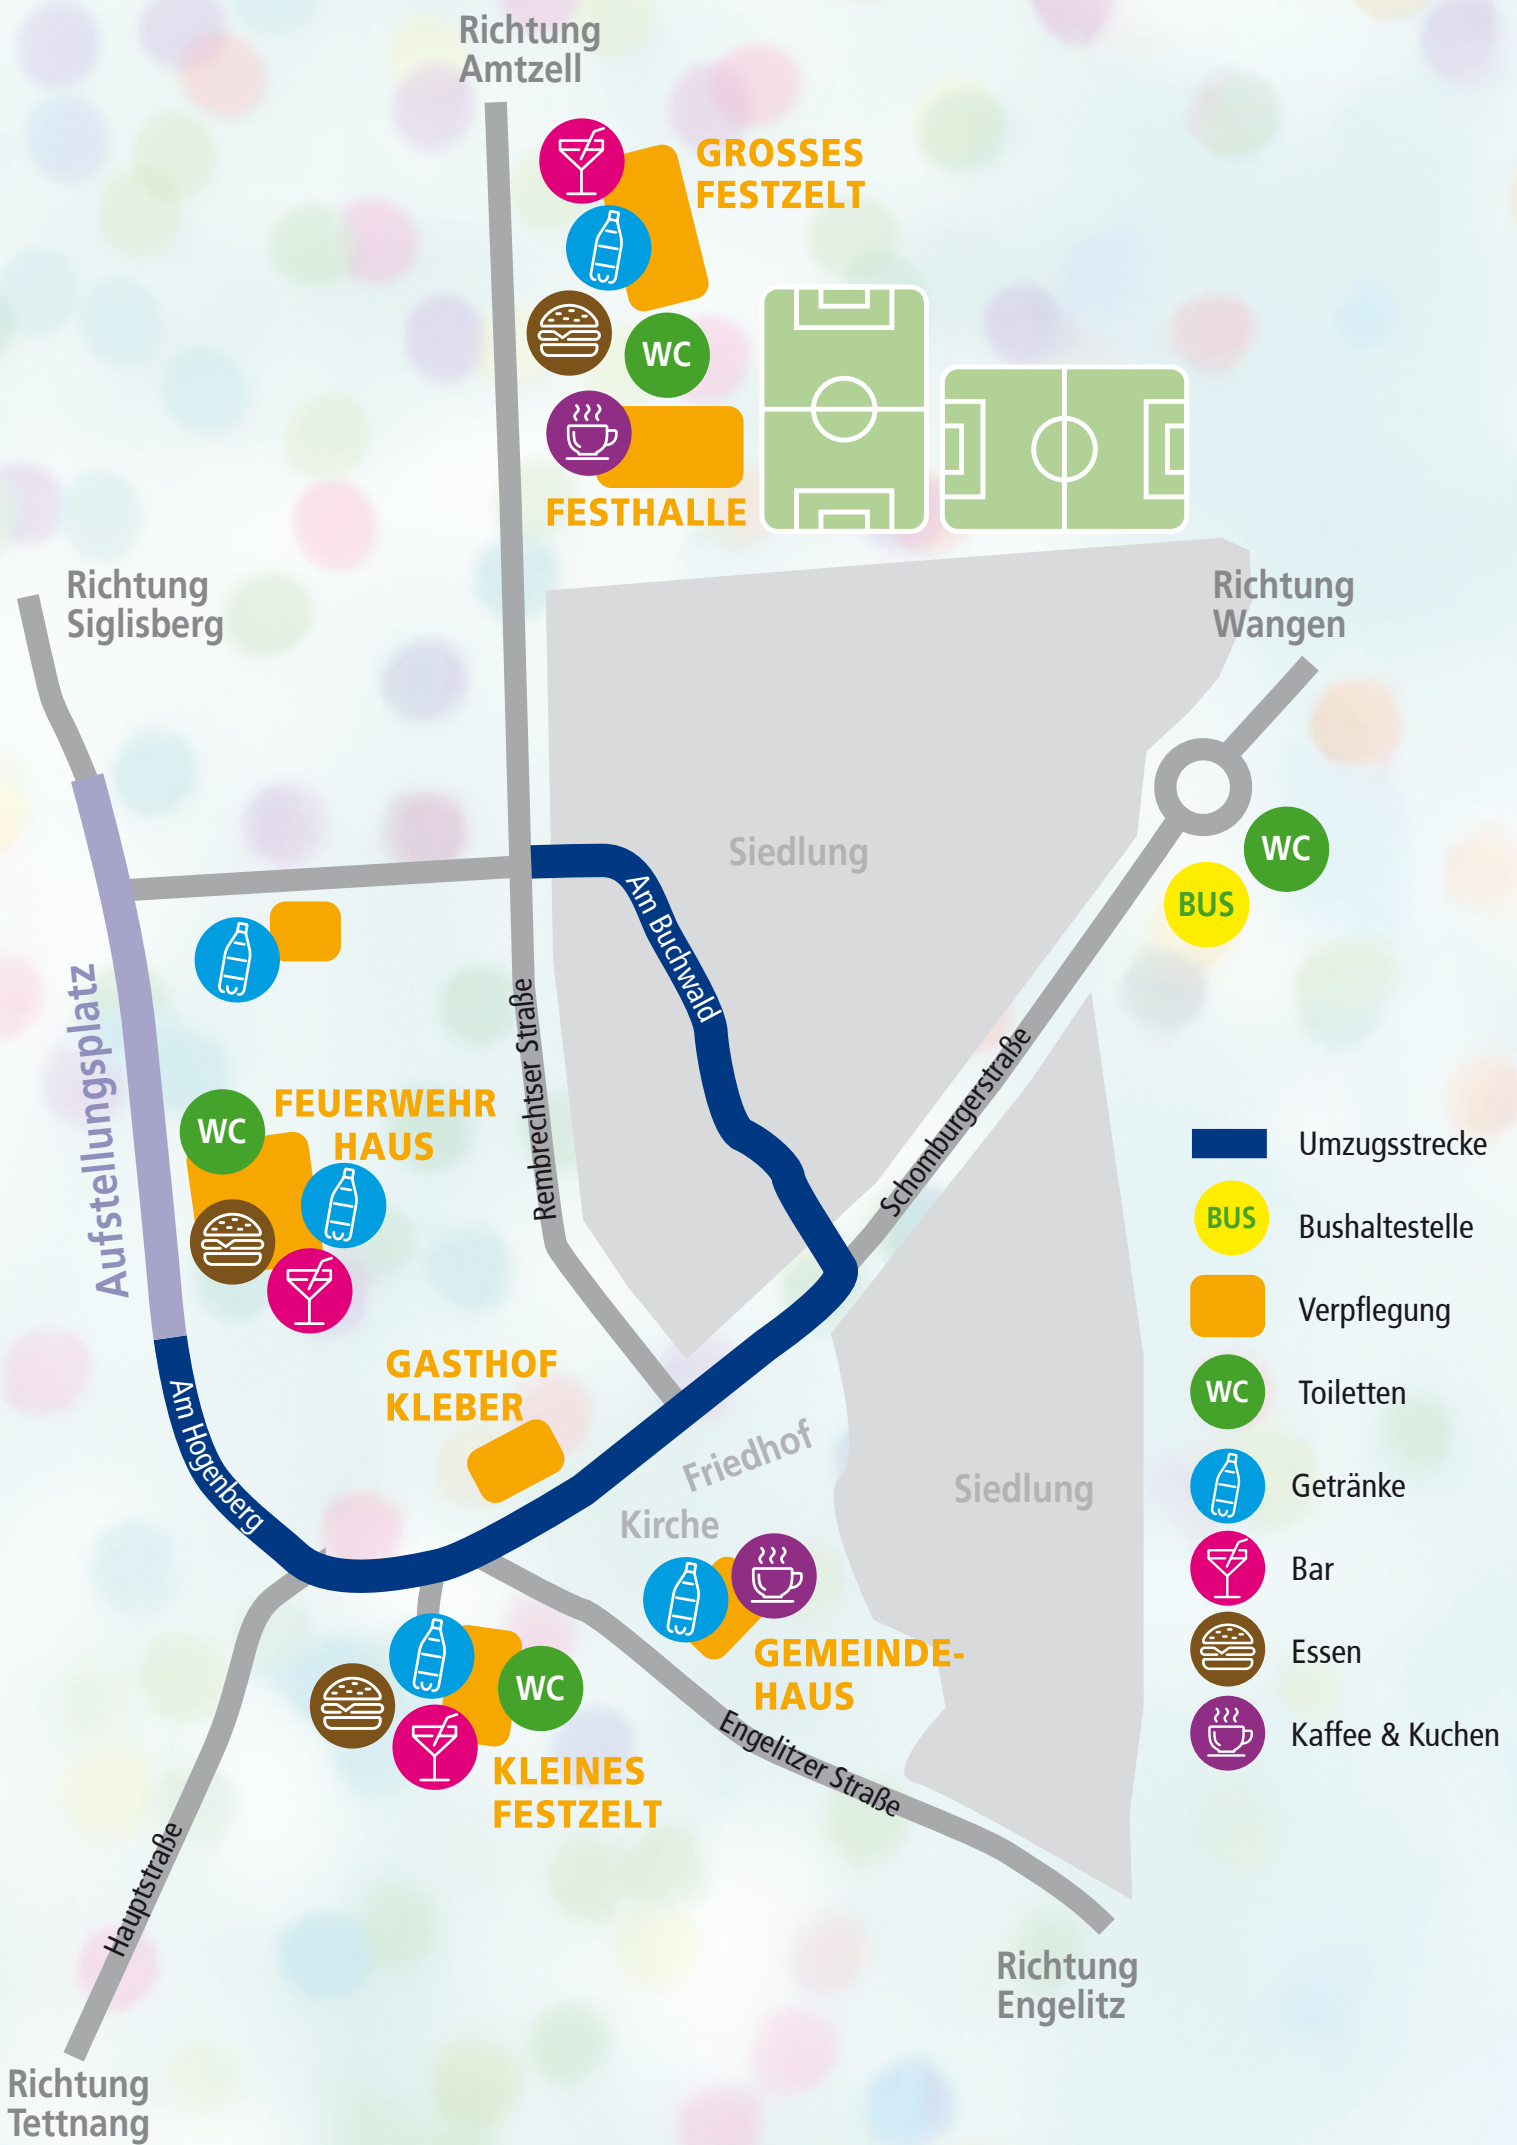 Richtung
Amtzell
GROSSES
FESTZELT
WC
FESTHALLE
Richtung
Siglisberg
Richtung
Wangen
Siedlung
WC
BUS
Am Buchwald
Aufstellungsplatz
Rembrechtser Straße
Schomburgerstraße
WC
FEUERWEHR
HAUS
Umzugsstrecke
BUS
Bushaltestelle
Verpflegung
WC
Toiletten
Getränke
Bar
Essen
Kaffee & Kuchen
GASTHOF
KLEBER
Am Hogenberg
Friedhof
Kirche
Siedlung
GEMEINDE-
HAUS
WC
KLEINES
FESTZELT
Engelitzer Straße
Hauptstraße
Richtung
Engelitz
Richtung
Tettnang